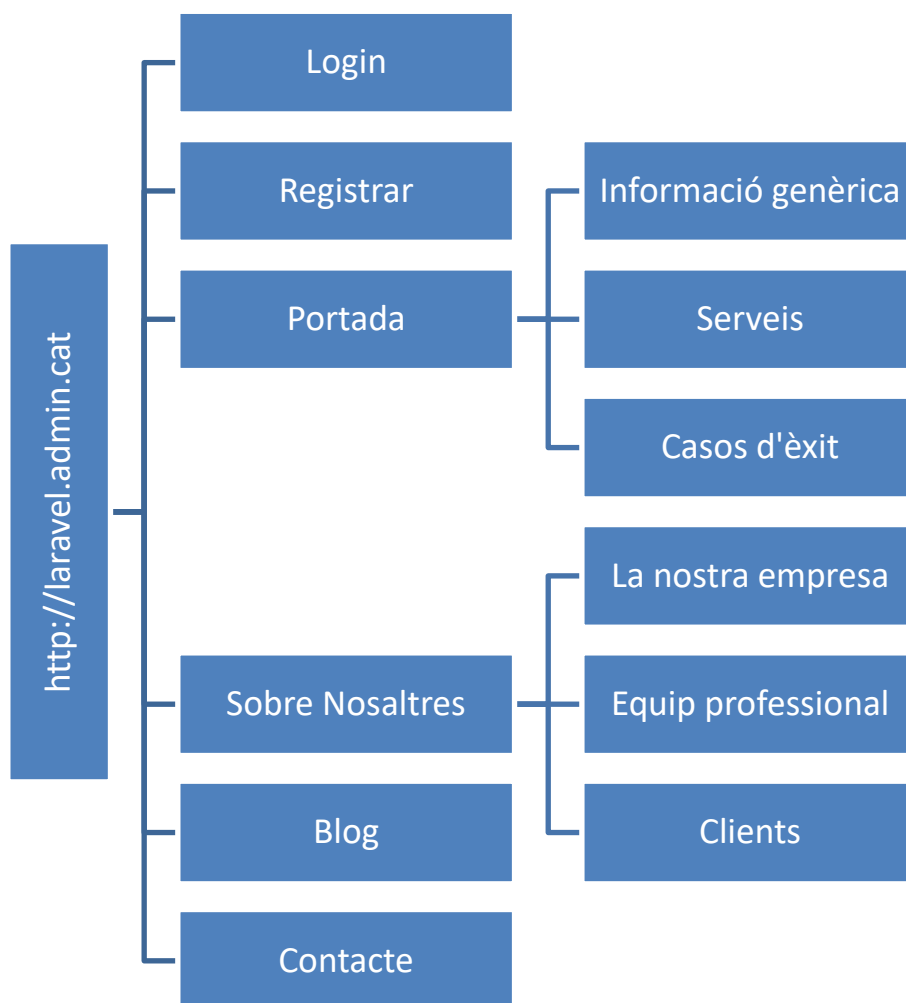 http://laravel.admin.cat
Login
Registrar
Portada
Informació genèrica
Serveis
Casos d'èxit
Sobre Nosaltres
La nostra empresa
Equip professional
Clients
Blog
Contacte